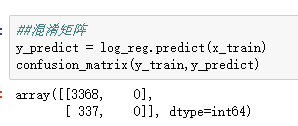 ##混淆矩阵
y_predict = log_reg.predict(x_train)
confusion_matrix(y_train,y_predict)
array([[3368,    0],
       [ 337,    0]], dtype=int64)